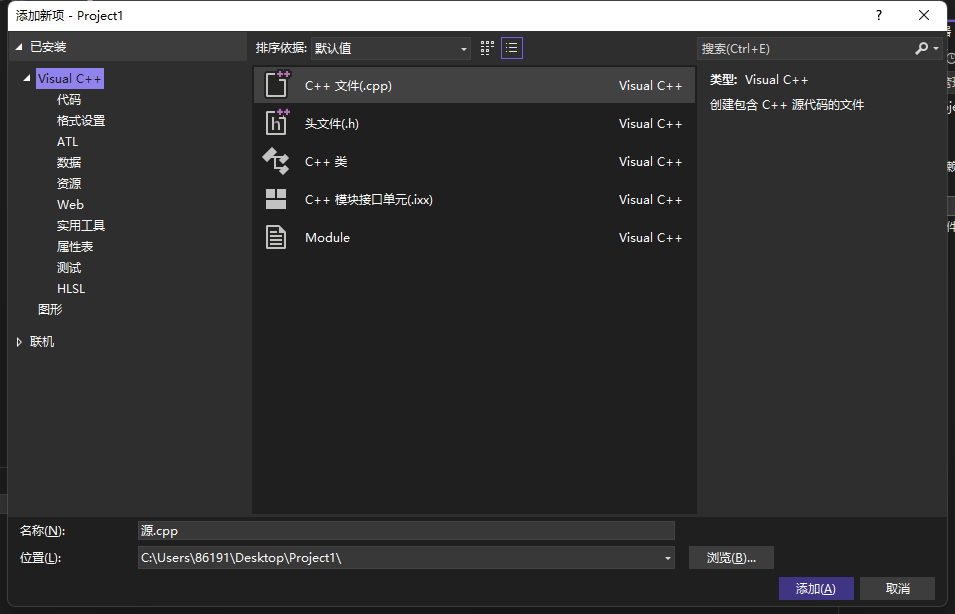 添加新项 - Project1
?
已安装
排序依据: 默认值
搜索(Ctrl+E)
Visual C++
代码
格式设置
ATL
数据
资源
Web
实用工具
属性表
测试
HLSL
图形
联机
C++ 文件(.cpp) Visual C++
头文件(.h) Visual C++
C++ 类 Visual C++
C++ 模块接口单元(.ixx) Visual C++
Module Visual C++
类型: Visual C++
创建包含 C++ 源代码的文件
名称(N): 源.cpp
位置(L): C:\Users\86191\Desktop\Project1\
浏览(B)...
添加(A)
取消